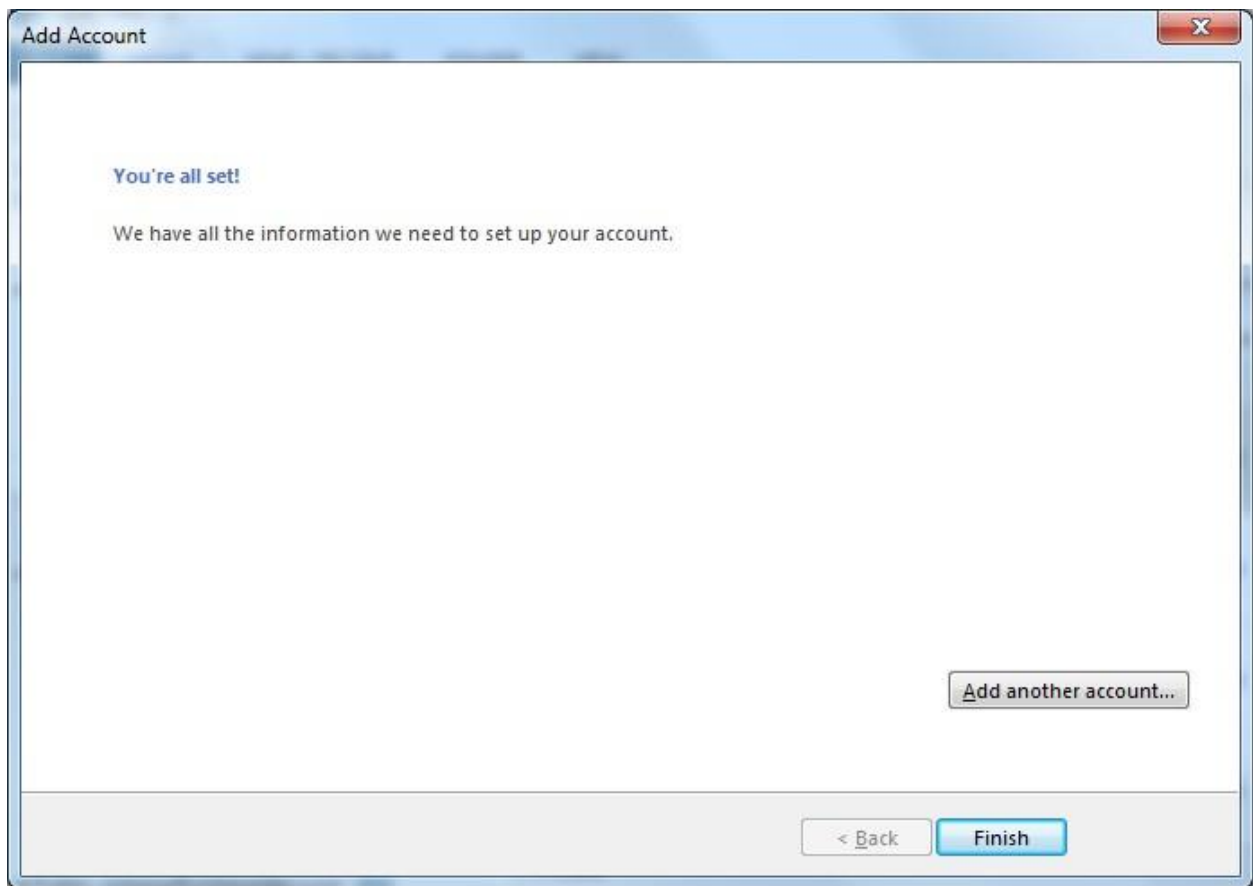 Add Account
You're all set!
We have all the information we need to set up your account.
Add another account...
< Back
Finish